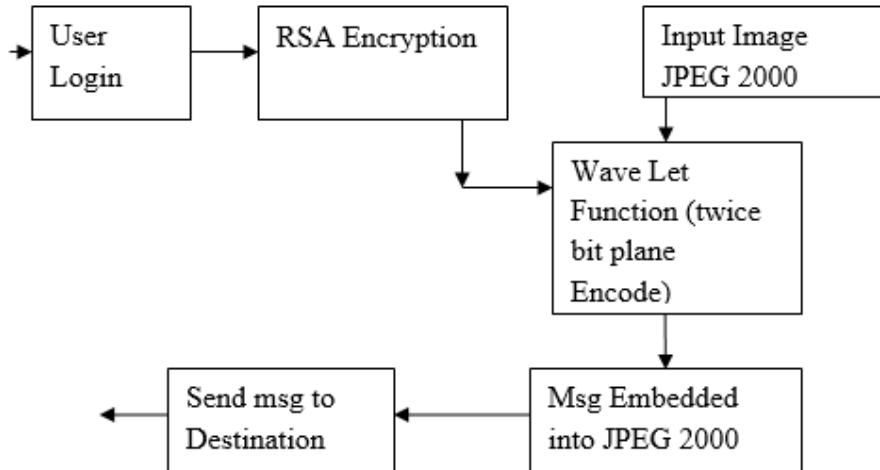 User
Login
RSA Encryption
Input Image
JPEG 2000
Wave Let
Function (twice
bit plane
Encode)
Send msg to
Destination
Msg Embedded
into JPEG 2000